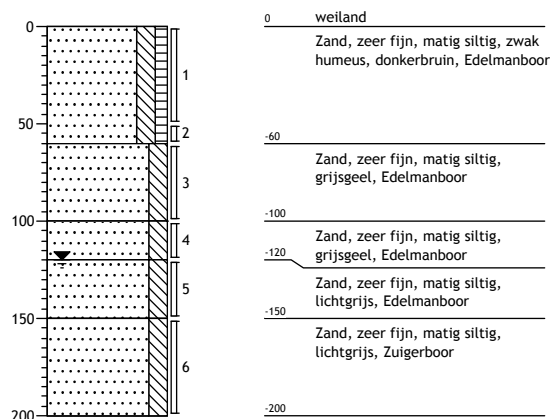 0
50
100
150
200
1
2
3
4
5
6
0 weiland
Zand, zeer fijn, matig siltig, zwak
humeus, donkerbruin, Edelmanboor
-60
Zand, zeer fijn, matig siltig,
grijsgeel, Edelmanboor
-100
Zand, zeer fijn, matig siltig,
grijsgeel, Edelmanboor
-120
Zand, zeer fijn, matig siltig,
lichtgrijs, Edelmanboor
-150
Zand, zeer fijn, matig siltig,
lichtgrijs, Zuigerboor
-200